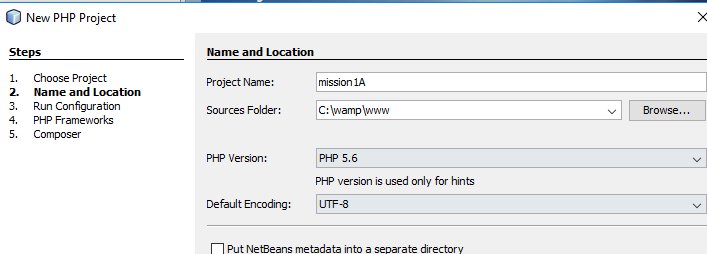 New PHP Project
Steps
1. Choose Project
2. Name and Location
3. Run Configuration
4. PHP Frameworks
5. Composer
Name and Location
Project Name: mission1A
Sources Folder: C:\wamp\www Browse...
PHP Version: PHP 5.6
PHP version is used only for hints
Default Encoding: UTF-8
Put NetBeans metadata into a separate directory